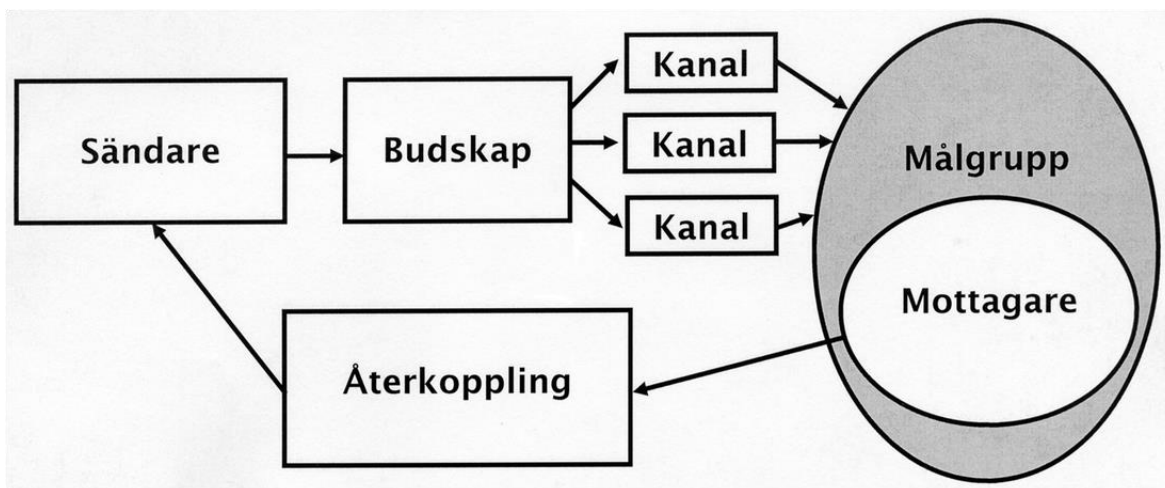 Sändare
Budskap
Kanal
Kanal
Kanal
Målgrupp
Mottagare
Återkoppling